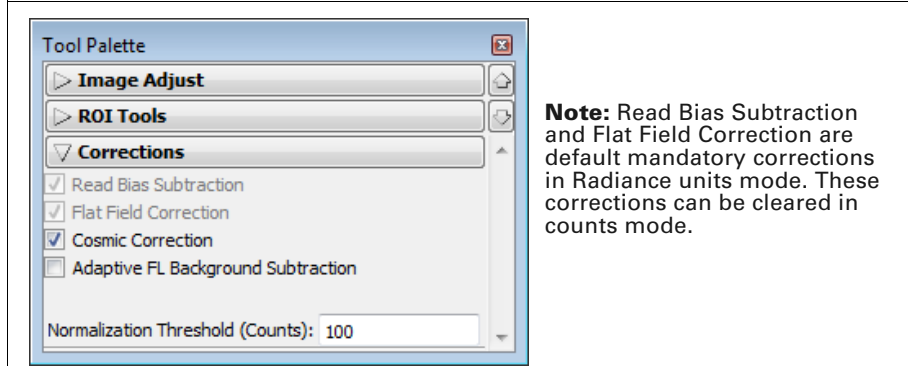 Tool Palette
Image Adjust
ROI Tools
Corrections
Read Bias Subtraction
Flat Field Correction
Cosmic Correction
Adaptive FL Background Subtraction
Normalization Threshold (Counts): 100
Note: Read Bias Subtraction
and Flat Field Correction are
default mandatory corrections
in Radiance units mode. These
corrections can be cleared in
counts mode.